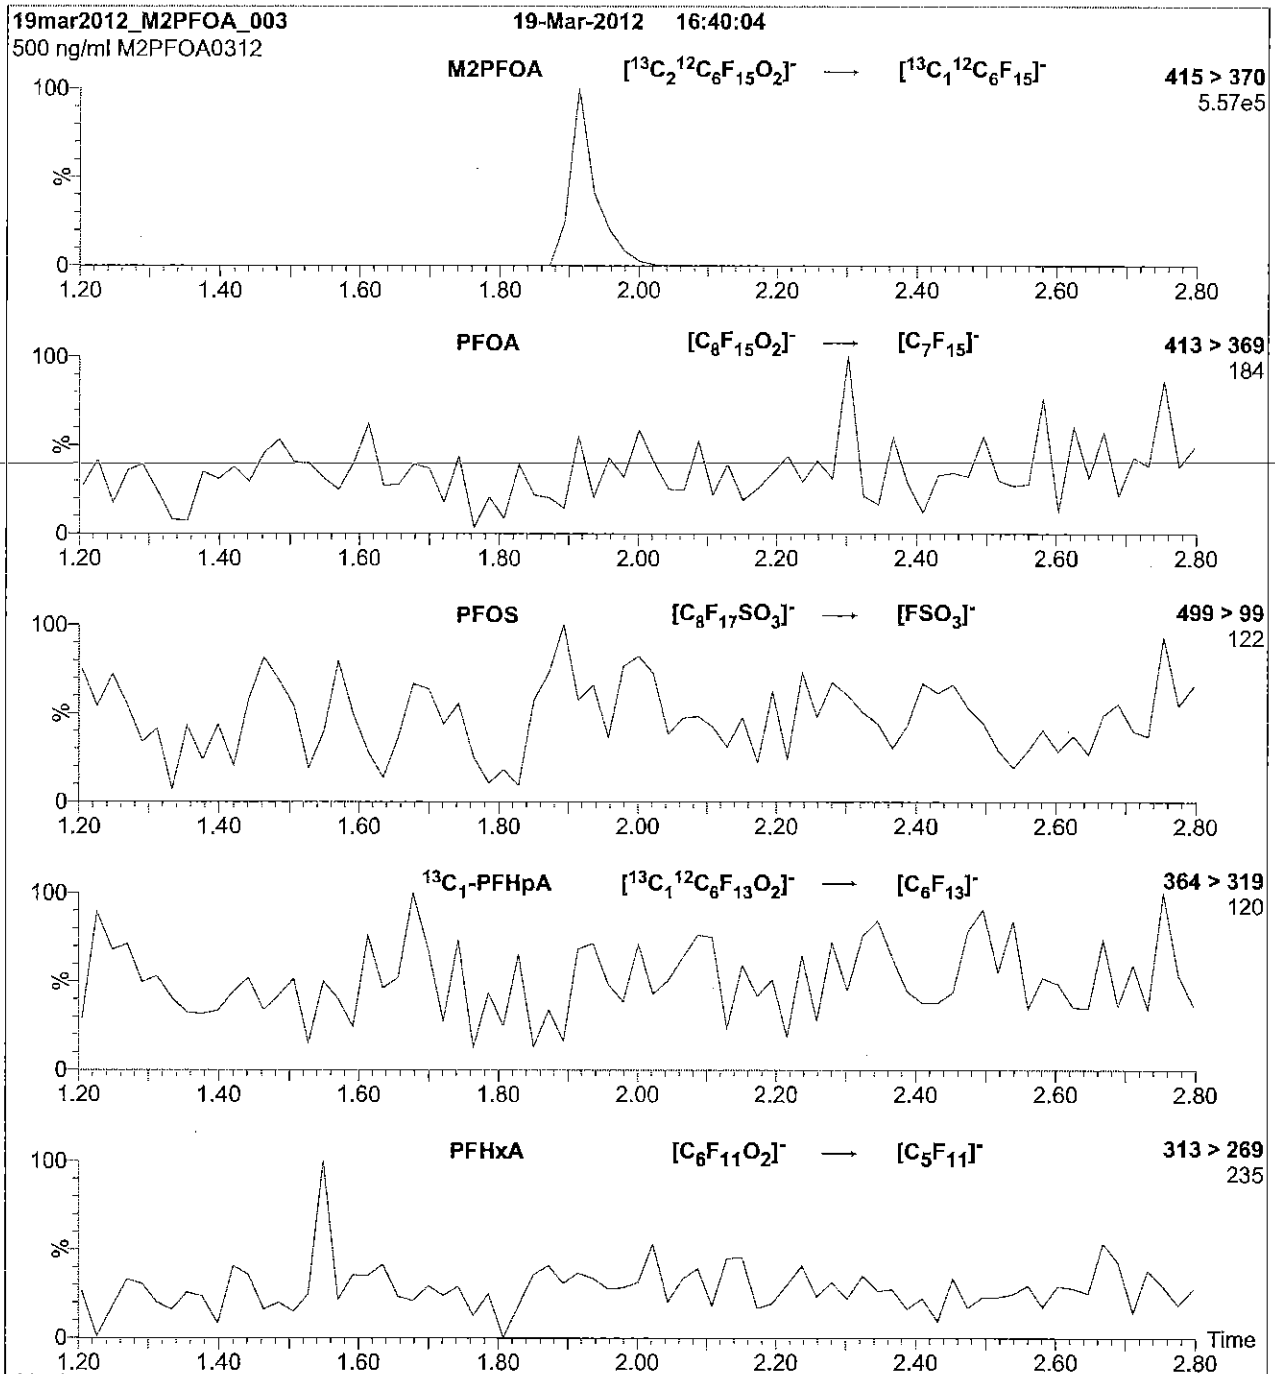 19mar2012_M2PFOA_003 19-Mar-2012 16:40:04
500 ng/ml M2PFOA0312
M2PFOA [¹³C₂¹²C₆F₁₅O₂]⁻ → [¹³C₁¹²C₆F₁₅]⁻ 415 > 370
5.57e5
100
%
0
1.20 1.40 1.60 1.80 2.00 2.20 2.40 2.60 2.80
PFOA [C₈F₁₅O₂]⁻ → [C₇F₁₅]⁻ 413 > 369
184
100
%
0
1.20 1.40 1.60 1.80 2.00 2.20 2.40 2.60 2.80
PFOS [C₈F₁₇SO₃]⁻ → [FSO₃]⁻ 499 > 99
122
100
%
0
1.20 1.40 1.60 1.80 2.00 2.20 2.40 2.60 2.80
¹³C₁-PFHpA [¹³C₁¹²C₆F₁₃O₂]⁻ → [C₆F₁₃]⁻ 364 > 319
120
100
%
0
1.20 1.40 1.60 1.80 2.00 2.20 2.40 2.60 2.80
PFHxA [C₆F₁₁O₂]⁻ → [C₅F₁₁]⁻ 313 > 269
235
100
%
0
Time
1.20 1.40 1.60 1.80 2.00 2.20 2.40 2.60 2.80